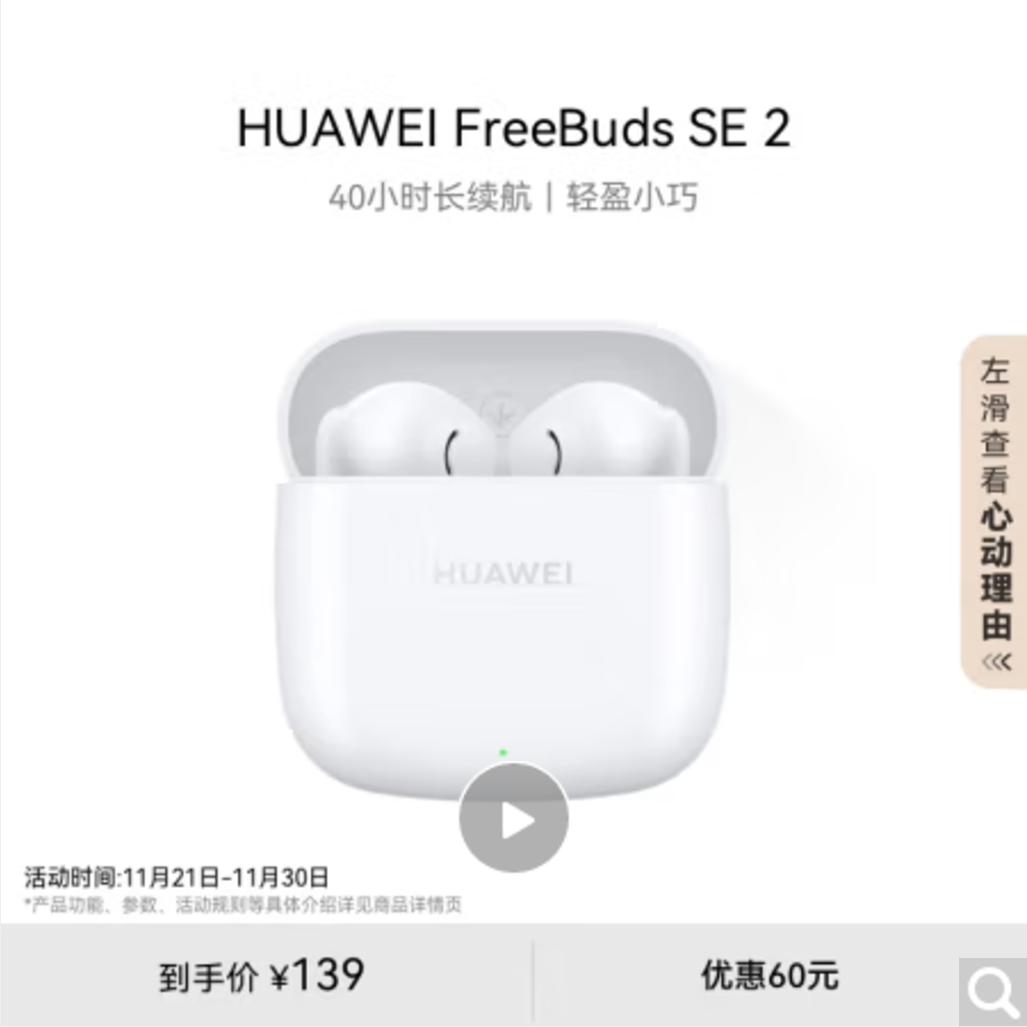 HUAWEI FreeBuds SE 2
40小时长续航 | 轻盈小巧
左滑查看心动理由
HUAWEI
活动时间:11月21日-11月30日
*产品功能、参数、活动规则等具体介绍详见商品详情页
到手价 ¥139
优惠60元